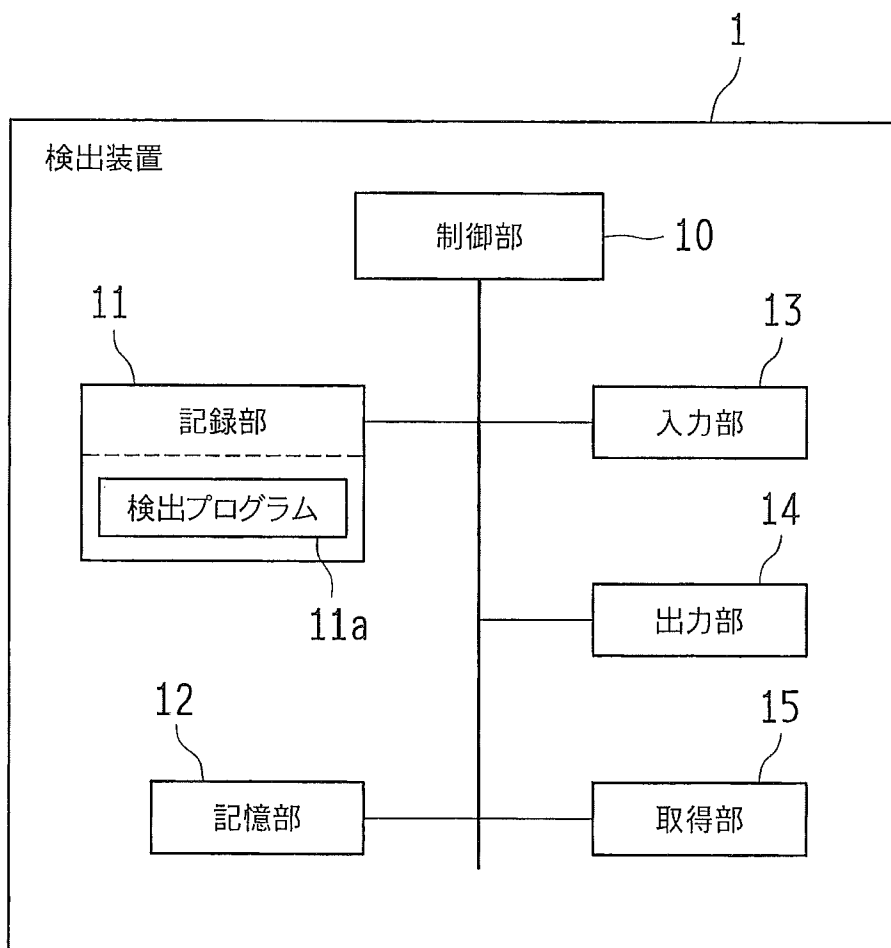 1
検出装置
制御部
10
11
13
記録部
入力部
検出プログラム
14
11a
出力部
12
15
記憶部
取得部